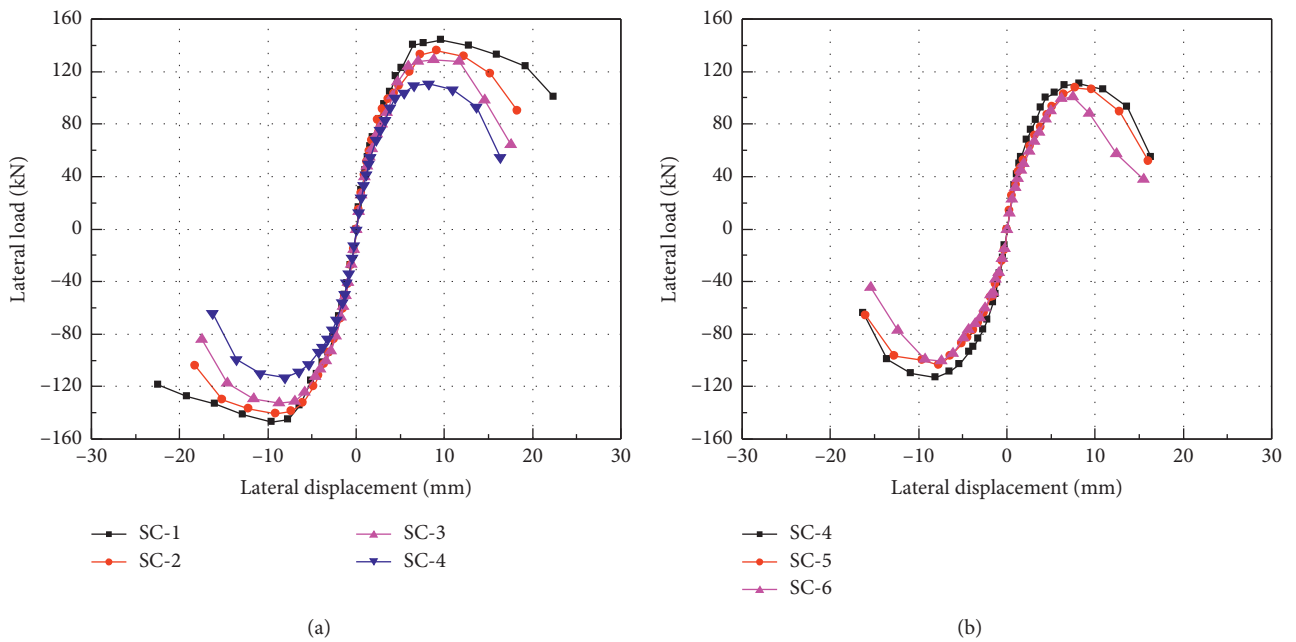 160
120
80
40
0
−40
−80
−120
−160
Lateral load (kN)
−30 −20 −10 0 10 20 30
Lateral displacement (mm)
SC-1
SC-2
SC-3
SC-4
(a)
160
120
80
40
0
−40
−80
−120
−160
Lateral load (kN)
−30 −20 −10 0 10 20 30
Lateral displacement (mm)
SC-4
SC-5
SC-6
(b)